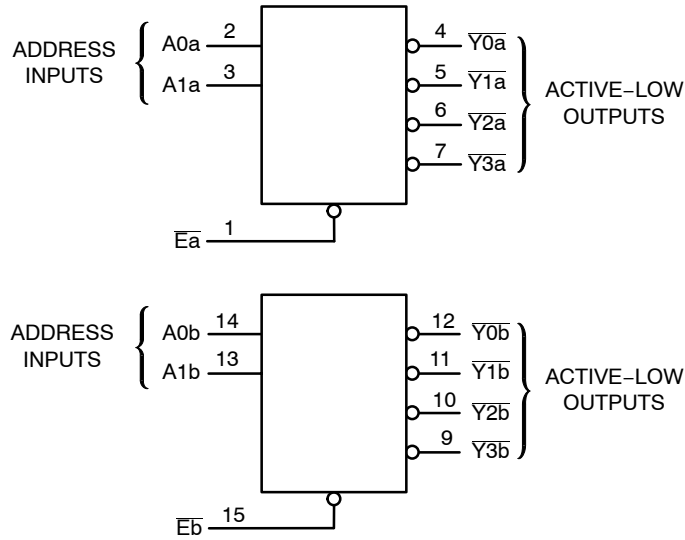 ADDRESS
INPUTS
A0a 2
A1a 3
4 Y0a
5 Y1a
6 Y2a
7 Y3a
ACTIVE–LOW
OUTPUTS
Ea 1
ADDRESS
INPUTS
A0b 14
A1b 13
12 Y0b
11 Y1b
10 Y2b
9 Y3b
ACTIVE–LOW
OUTPUTS
Eb 15